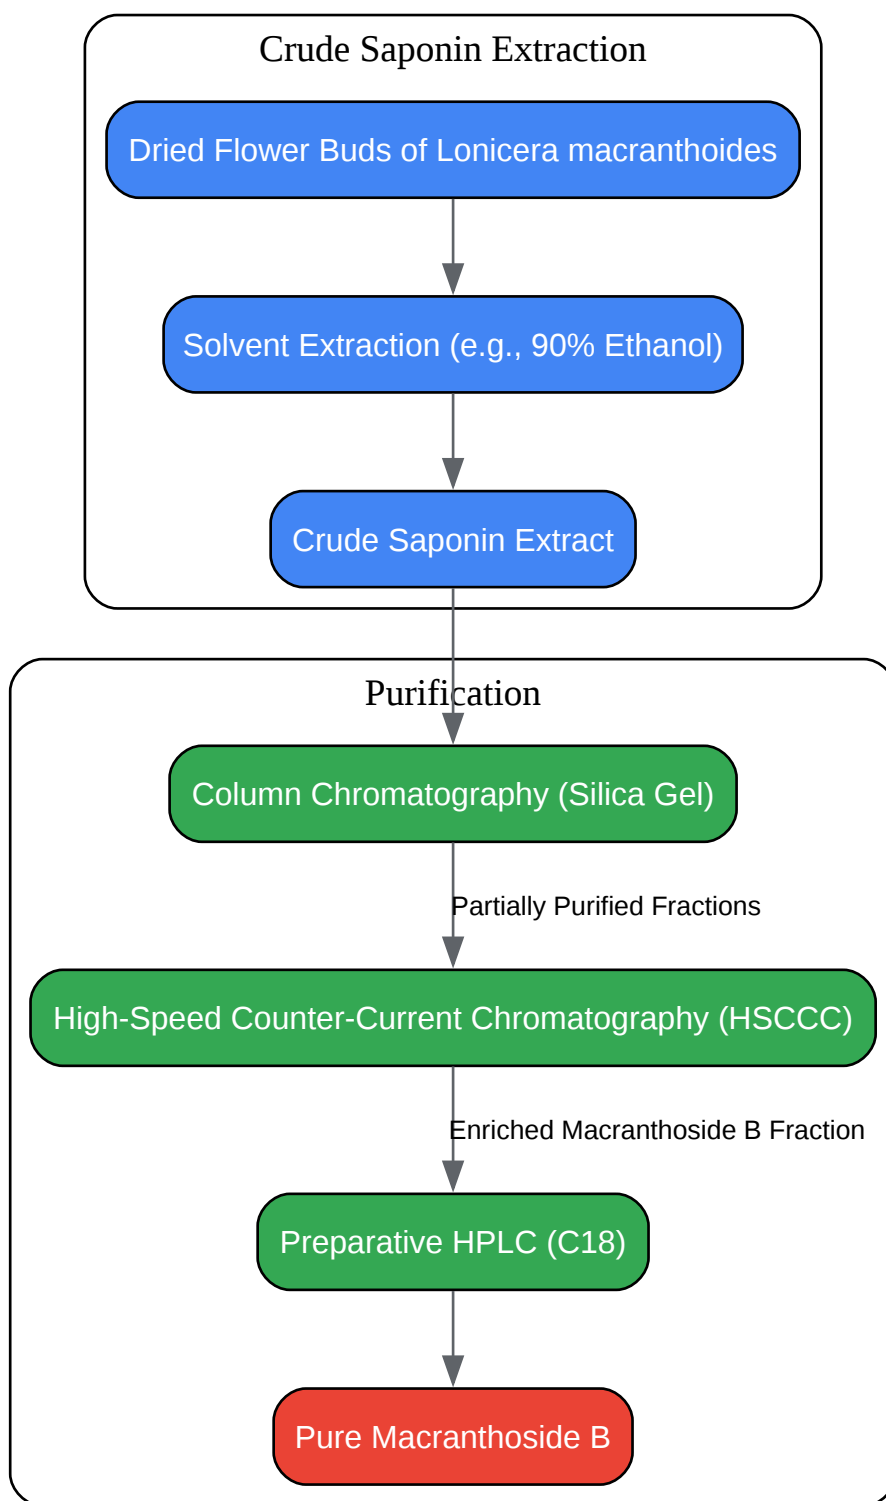 Crude Saponin Extraction
Dried Flower Buds of Lonicera macranthoides
Solvent Extraction (e.g., 90% Ethanol)
Crude Saponin Extract
Purification
Column Chromatography (Silica Gel)
Partially Purified Fractions
High-Speed Counter-Current Chromatography (HSCCC)
Enriched Macranthoside B Fraction
Preparative HPLC (C18)
Pure Macranthoside B